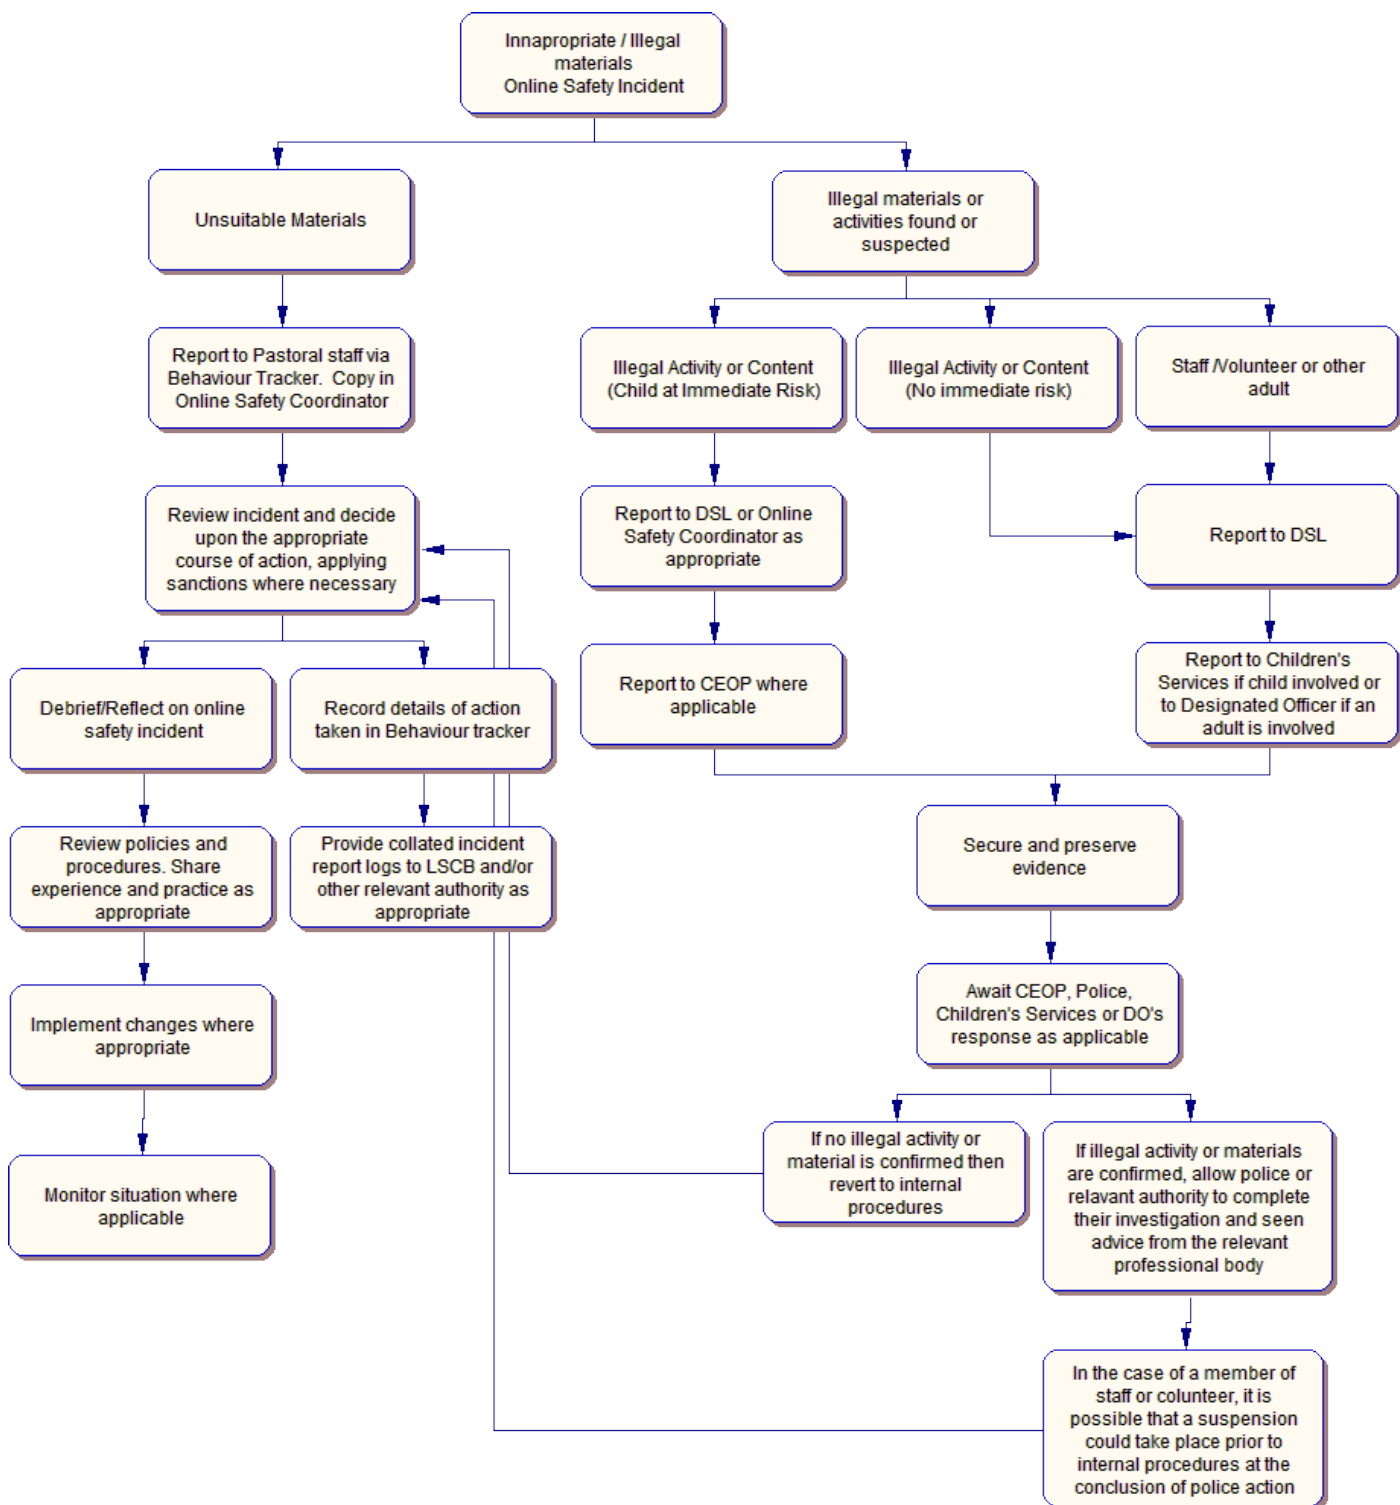 Innapropriate / Illegal
materials
Online Safety Incident
Unsuitable Materials
Illegal materials or
activities found or
suspected
Report to Pastoral staff via
Behaviour Tracker.  Copy in
Online Safety Coordinator
Illegal Activity or Content
(Child at Immediate Risk)
Illegal Activity or Content
(No immediate risk)
Staff /Volunteer or other
adult
Review incident and decide
upon the appropriate
course of action, applying
sanctions where necessary
Report to DSL or Online
Safety Coordinator as
appropriate
Report to DSL
Debrief/Reflect on online
safety incident
Record details of action
taken in Behaviour tracker
Report to CEOP where
applicable
Report to Children's
Services if child involved or
to Designated Officer if an
adult is involved
Review policies and
procedures. Share
experience and practice as
appropriate
Provide collated incident
report logs to LSCB and/or
other relevant authority as
appropriate
Secure and preserve
evidence
Implement changes where
appropriate
Await CEOP, Police,
Children's Services or DO's
response as applicable
Monitor situation where
applicable
If no illegal activity or
material is confirmed then
revert to internal
procedures
If illegal activity or materials
are confirmed, allow police or
relavant authority to complete
their investigation and seen
advice from the relevant
professional body
In the case of a member of
staff or colunteer, it is
possible that a suspension
could take place prior to
internal procedures at the
conclusion of police action